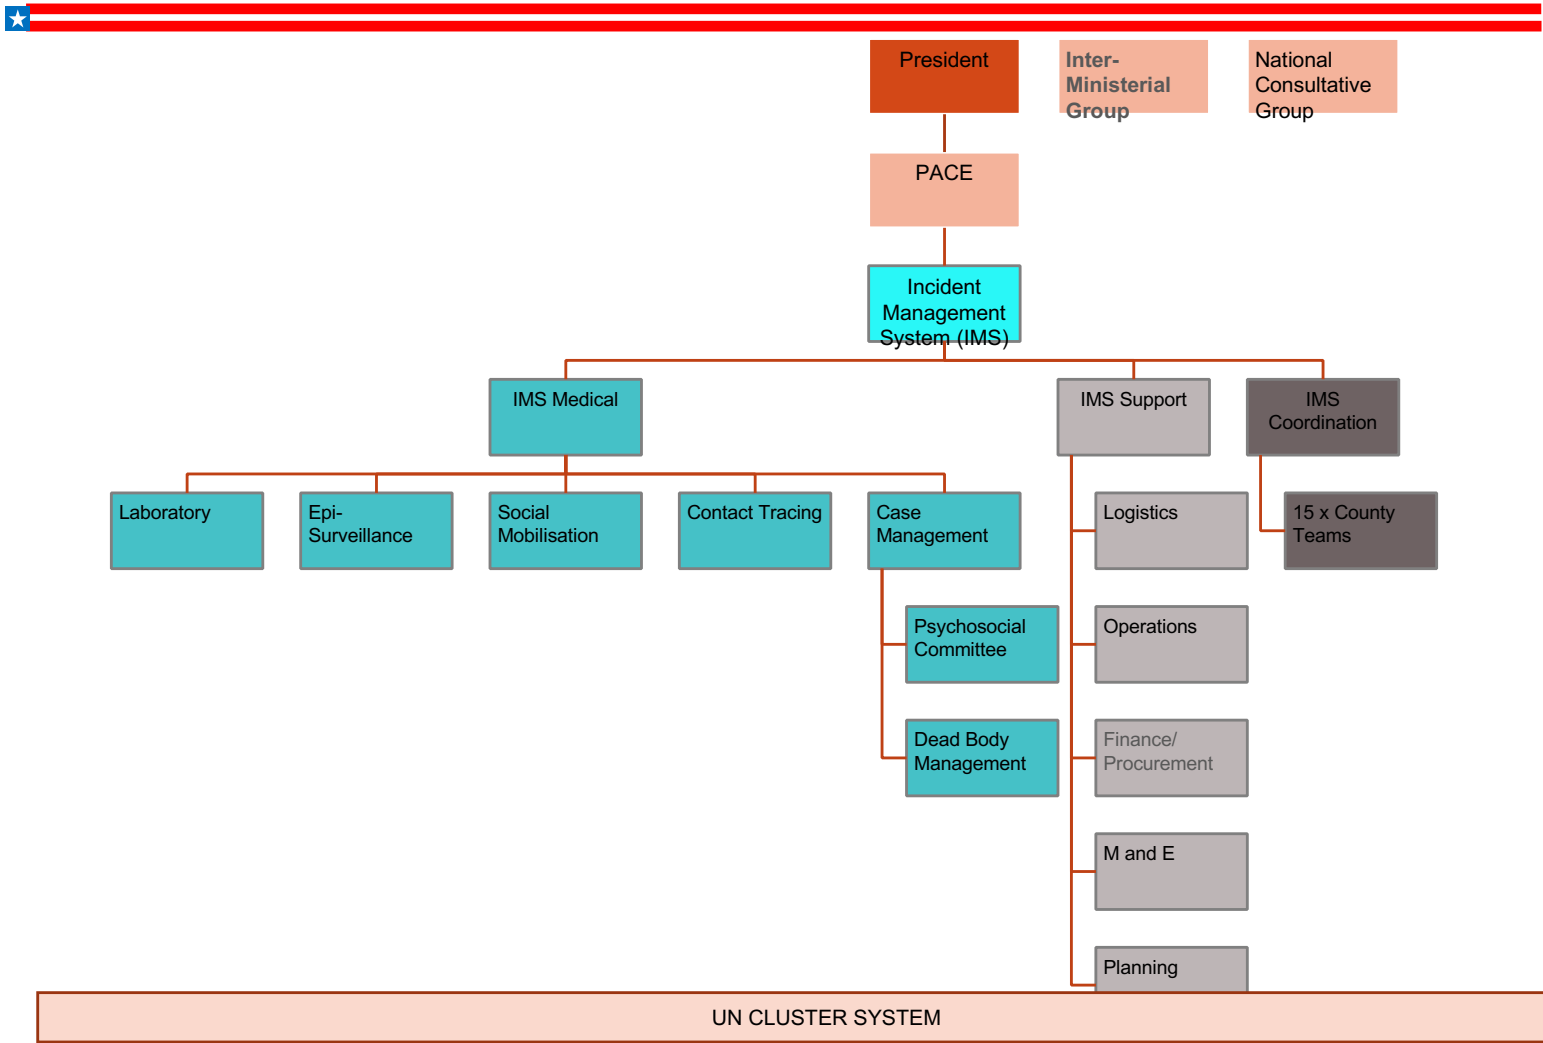 President
Inter-
Ministerial
Group
National
Consultative
Group
PACE
Incident
Management
System (IMS)
IMS Medical
IMS Support
IMS
Coordination
Laboratory
Epi-
Surveillance
Social
Mobilisation
Contact Tracing
Case
Management
Logistics
15 x County
Teams
Psychosocial
Committee
Operations
Dead Body
Management
Finance/
Procurement
M and E
Planning
UN CLUSTER SYSTEM